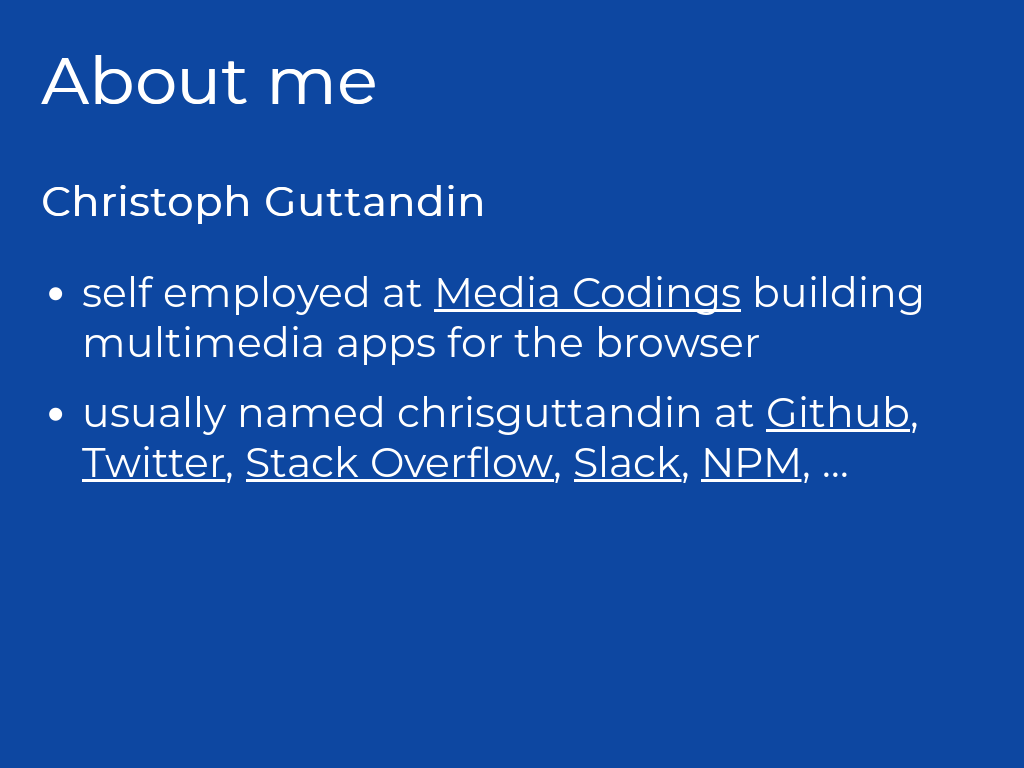 About me
Christoph Guttandin
• self employed at Media Codings building
multimedia apps for the browser
• usually named chrisguttandin at Github,
Twitter, Stack Overflow, Slack, NPM, ...